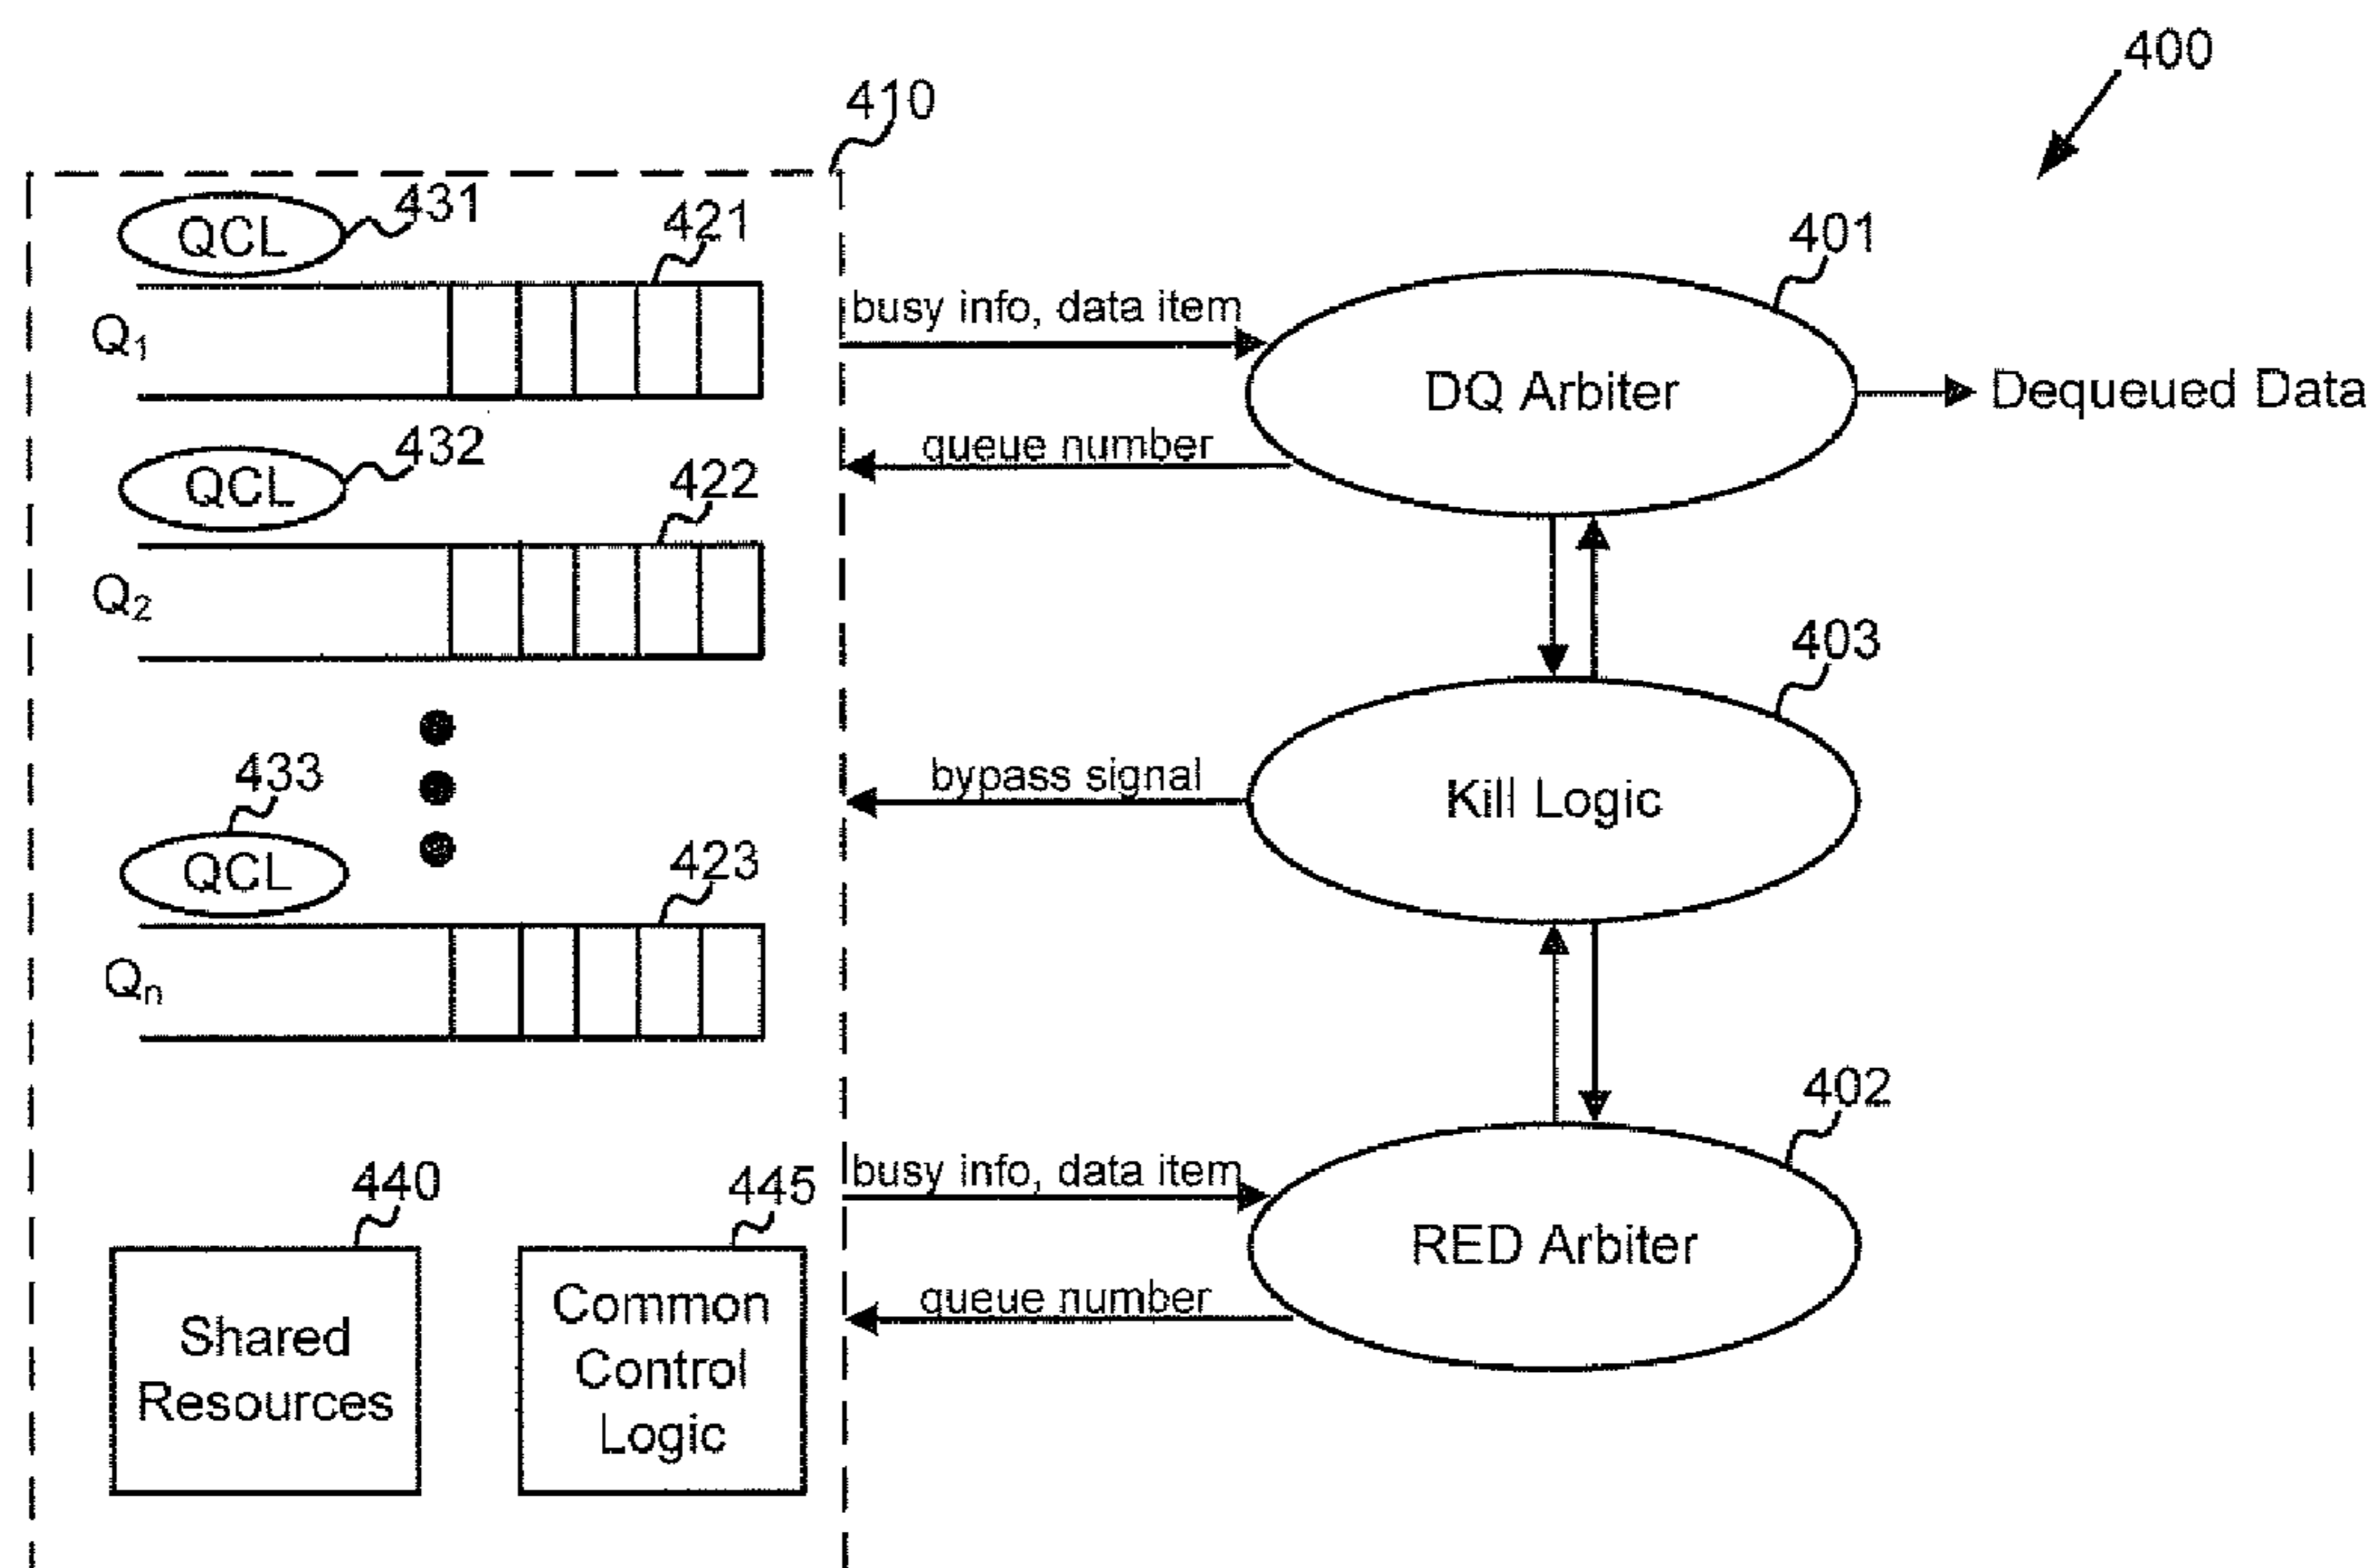 400
410
QCL
431
421
401
busy info, data item
Q1
DQ Arbiter
Dequeued Data
queue number
QCL
432
422
Q2
403
bypass signal
Kill Logic
433
QCL
423
Qn
402
busy info, data item
440
445
RED Arbiter
queue number
Shared
Resources
Common
Control
Logic